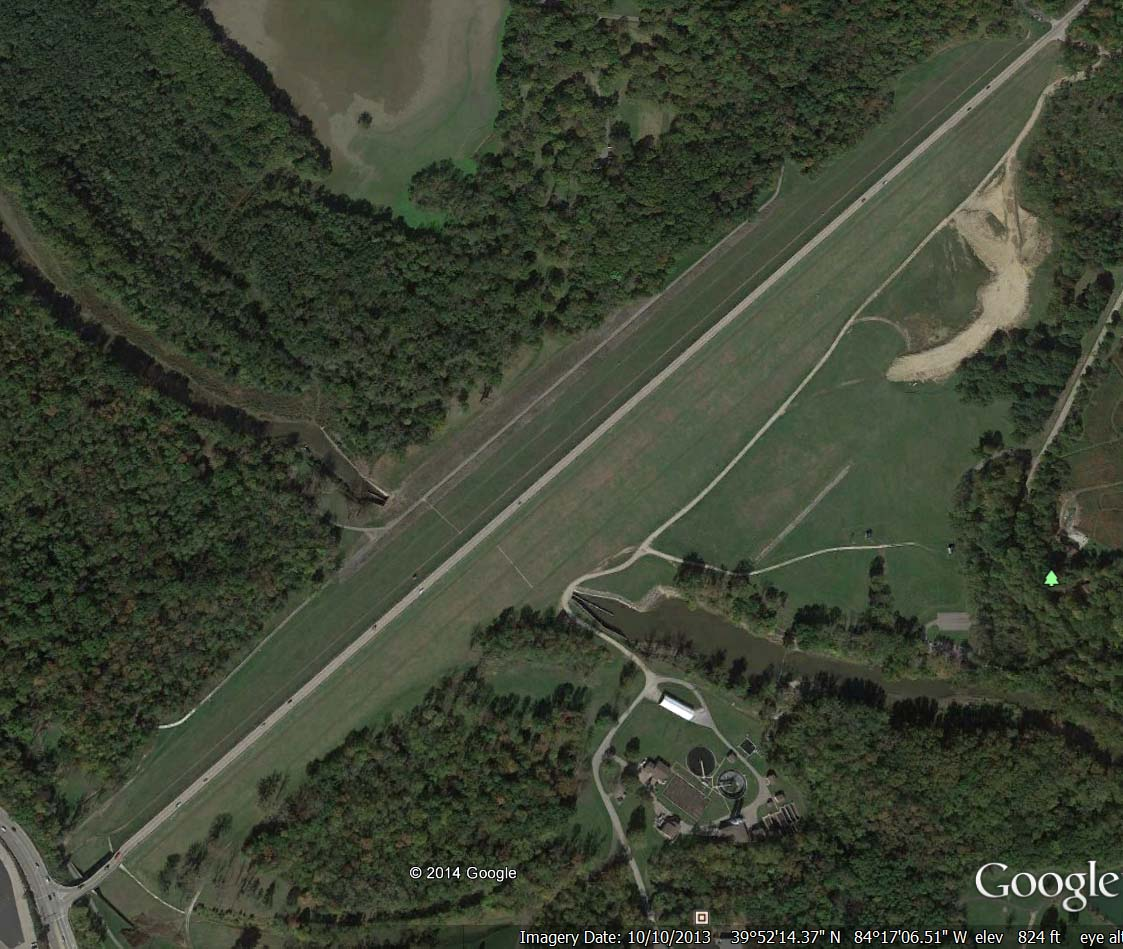 © 2014 Google
Google
Imagery Date: 10/10/2013 39°52'14.37" N 84°17'06.51" W elev 824 ft eye alt